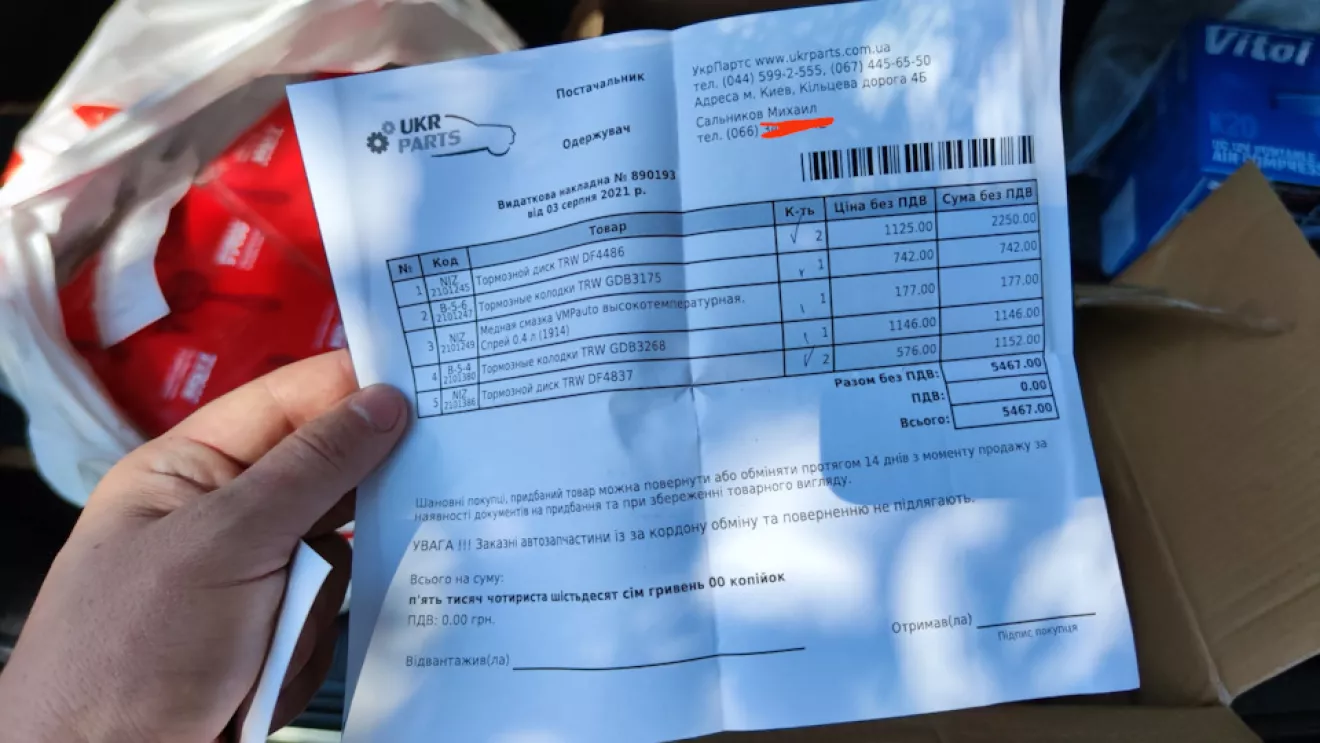 Постачальник
УкрПартс www.ukrparts.com.ua
тел. (044) 599-2-555, (067) 445-65-50
Адреса м. Киев, Кільцева дорога 4Б
UKR
PARTS
Одержувач
Сальников Михаил
тел. (066)
Видаткова накладна № 890193
від 03 серпня 2021 р.
№ Код Товар К-ть Ціна без ПДВ Сума без ПДВ
1 NIZ 2101245 Тормозной диск TRW DF4486 2 1125.00 2250.00
2 B-5-6 2101247 Тормозные колодки TRW GDB3175 1 742.00 742.00
3 NIZ 2101249 Медная смазка VMPauto высокотемпературная.
Спрей 0.4 л (1914) 1 177.00 177.00
4 B-5-4 2101380 Тормозные колодки TRW GDB3268 1 1146.00 1146.00
5 NIZ 2101386 Тормозной диск TRW DF4837 2 576.00 1152.00
Разом без ПДВ: 5467.00
ПДВ: 0.00
Всього: 5467.00
Шановні покупці, придбаний товар можна повернути або обміняти протягом 14 днів з моменту продажу за
наявності документів на придбання та при збереженні товарного вигляду.
УВАГА !!! Заказні автозапчастини із за кордону обміну та поверненню не підлягають.
Всього на суму:
п'ять тисяч чотириста шістьдесят сім гривень 00 копійок
ПДВ: 0.00 грн.
Відвантажив(ла)
Отримав(ла)
Підпис покупця
Vitol
K20
AIR COMPRESS